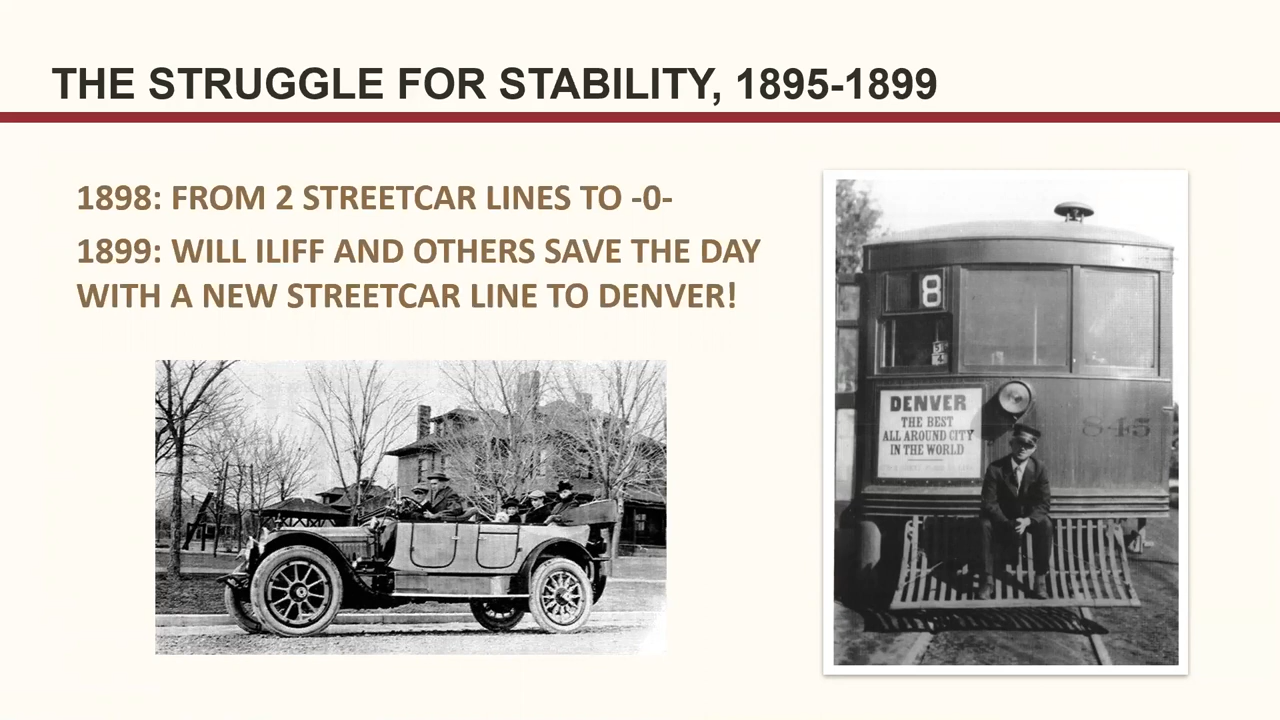 THE STRUGGLE FOR STABILITY, 1895-1899
1898: FROM 2 STREETCAR LINES TO -0-
1899: WILL ILIFF AND OTHERS SAVE THE DAY
WITH A NEW STREETCAR LINE TO DENVER!
8
DENVER
THE BEST
ALL AROUND CITY
IN THE WORLD
845